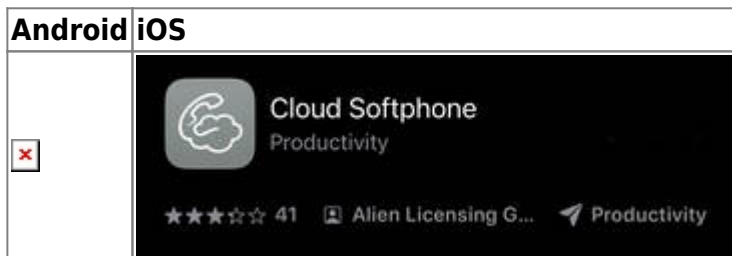 Android iOS
Cloud Softphone
Productivity
★★★☆☆ 41 Alien Licensing G... Productivity